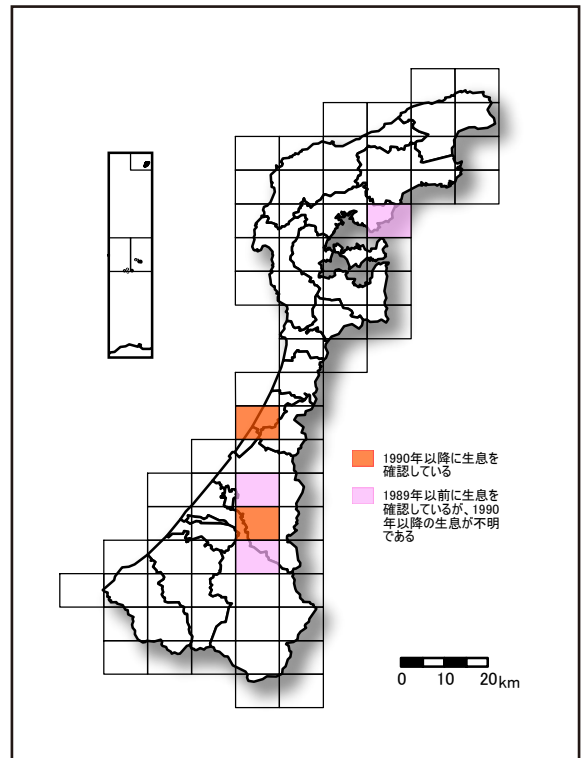 1990年以降に生息を
確認している
1989年以前に生息を
確認しているが、1990
年以降の生息が不明
である
0 10 20km